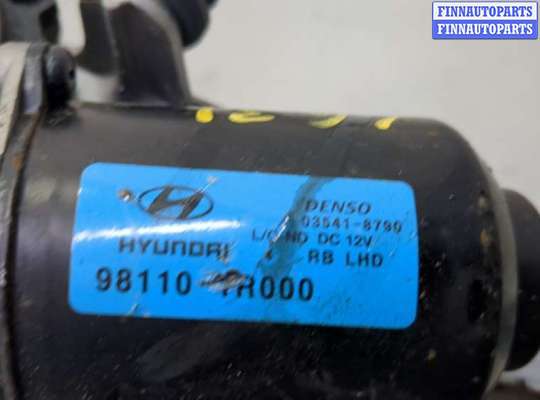 FINNAUTOPARTS
FINNAUTOPARTS
DENSO
03541-8790
HYUNDAI
DC 12V
RB LHD
98110-1R000